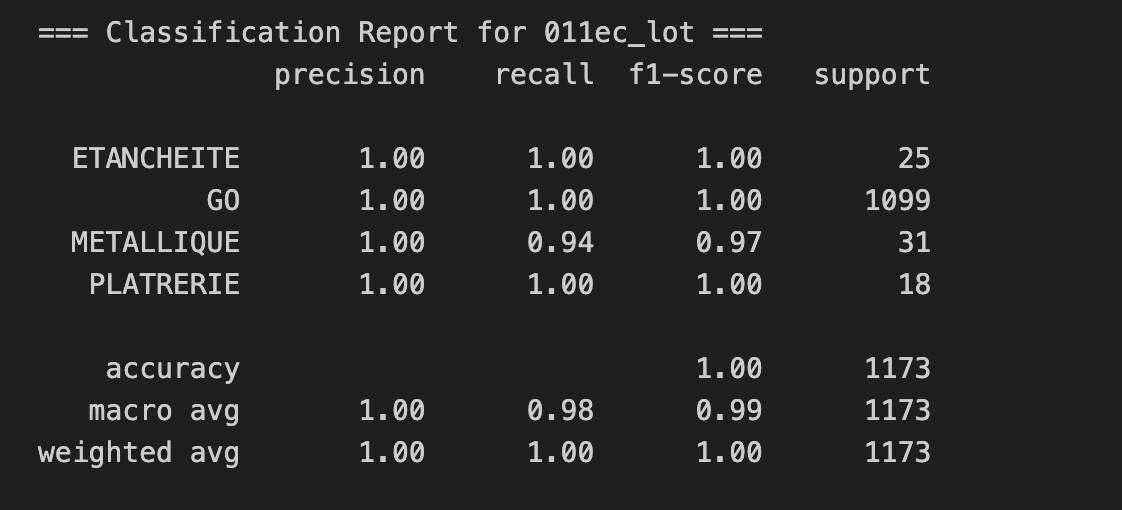 === Classification Report for 011ec_lot ===
precision recall f1-score support
ETANCHEITE 1.00 1.00 1.00 25
GO 1.00 1.00 1.00 1099
METALLIQUE 1.00 0.94 0.97 31
PLATRERIE 1.00 1.00 1.00 18
accuracy 1.00 1173
macro avg 1.00 0.98 0.99 1173
weighted avg 1.00 1.00 1.00 1173